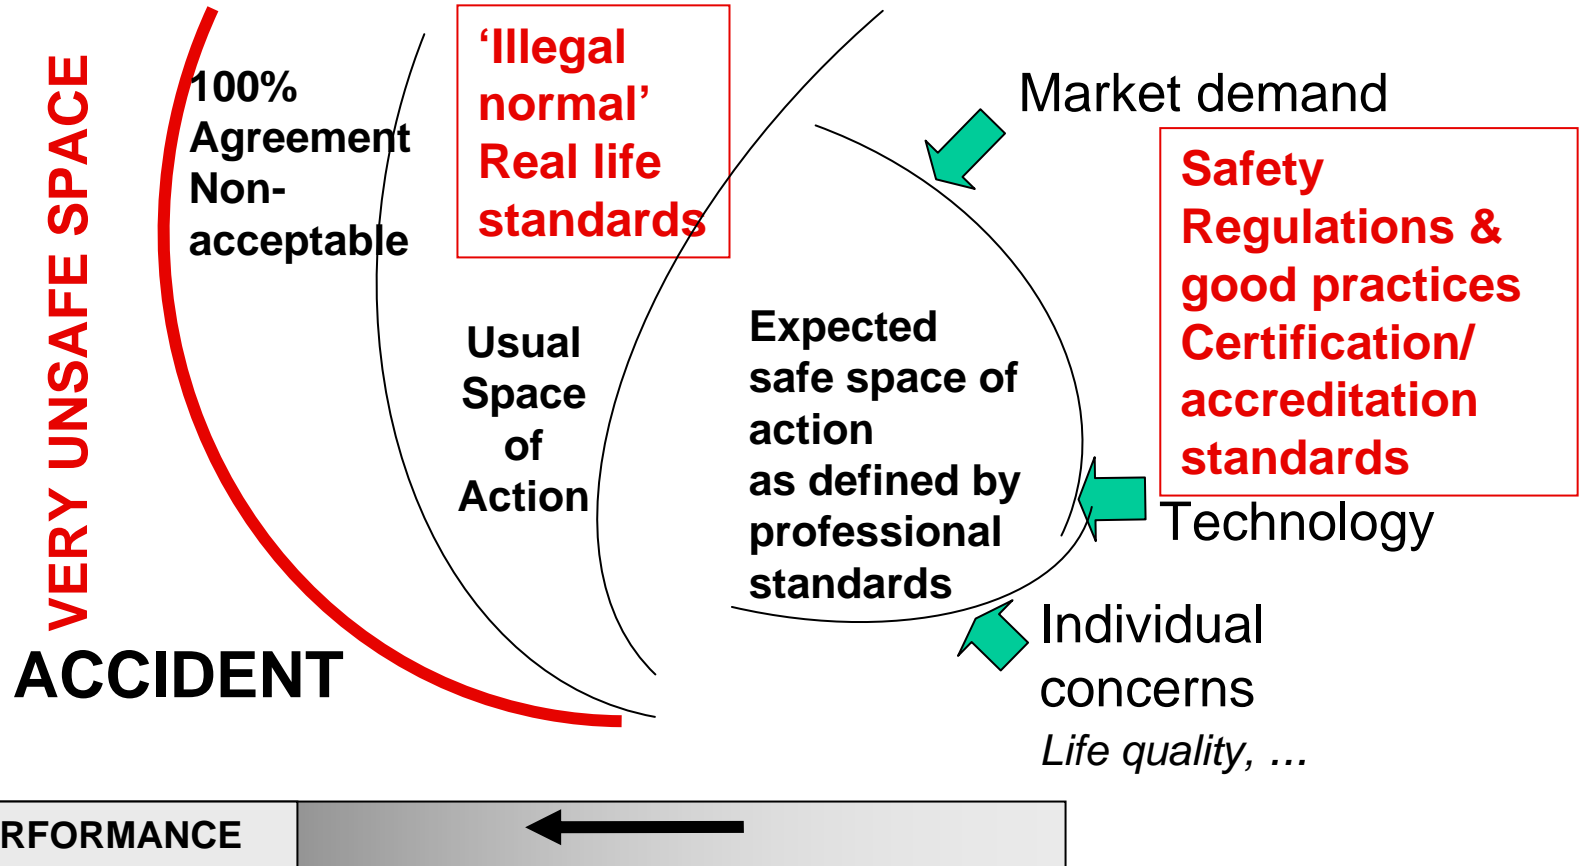 VERY UNSAFE SPACE
100%
Agreement
Non-
acceptable
‘Illegal
normal’
Real life
standards
Market demand
Safety
Regulations &
good practices
Certification/
accreditation
standards
Usual
Space
of
Action
Expected
safe space of
action
as defined by
professional
standards
Technology
Individual
concerns
Life quality, ...
ACCIDENT
RFORMANCE